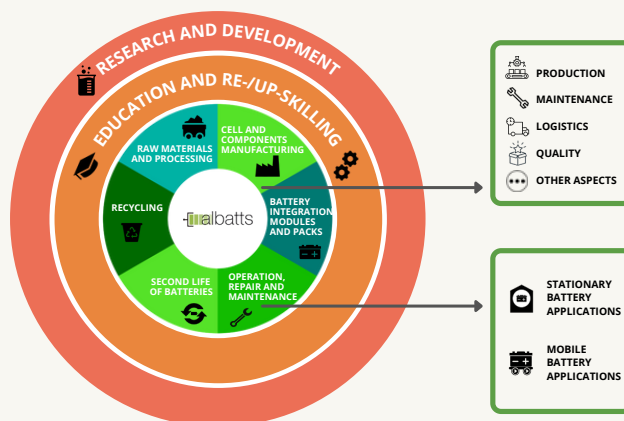 RESEARCH AND DEVELOPMENT
EDUCATION AND RE-/UP-SKILLING
RAW MATERIALS
AND PROCESSING
CELL AND
COMPONENTS
MANUFACTURING
RECYCLING
albatts
BATTERY
INTEGRATION
MODULES
AND PACKS
SECOND LIFE
OF BATTERIES
OPERATION,
REPAIR AND
MAINTENANCE
PRODUCTION
MAINTENANCE
LOGISTICS
QUALITY
OTHER ASPECTS
STATIONARY
BATTERY
APPLICATIONS
MOBILE
BATTERY
APPLICATIONS